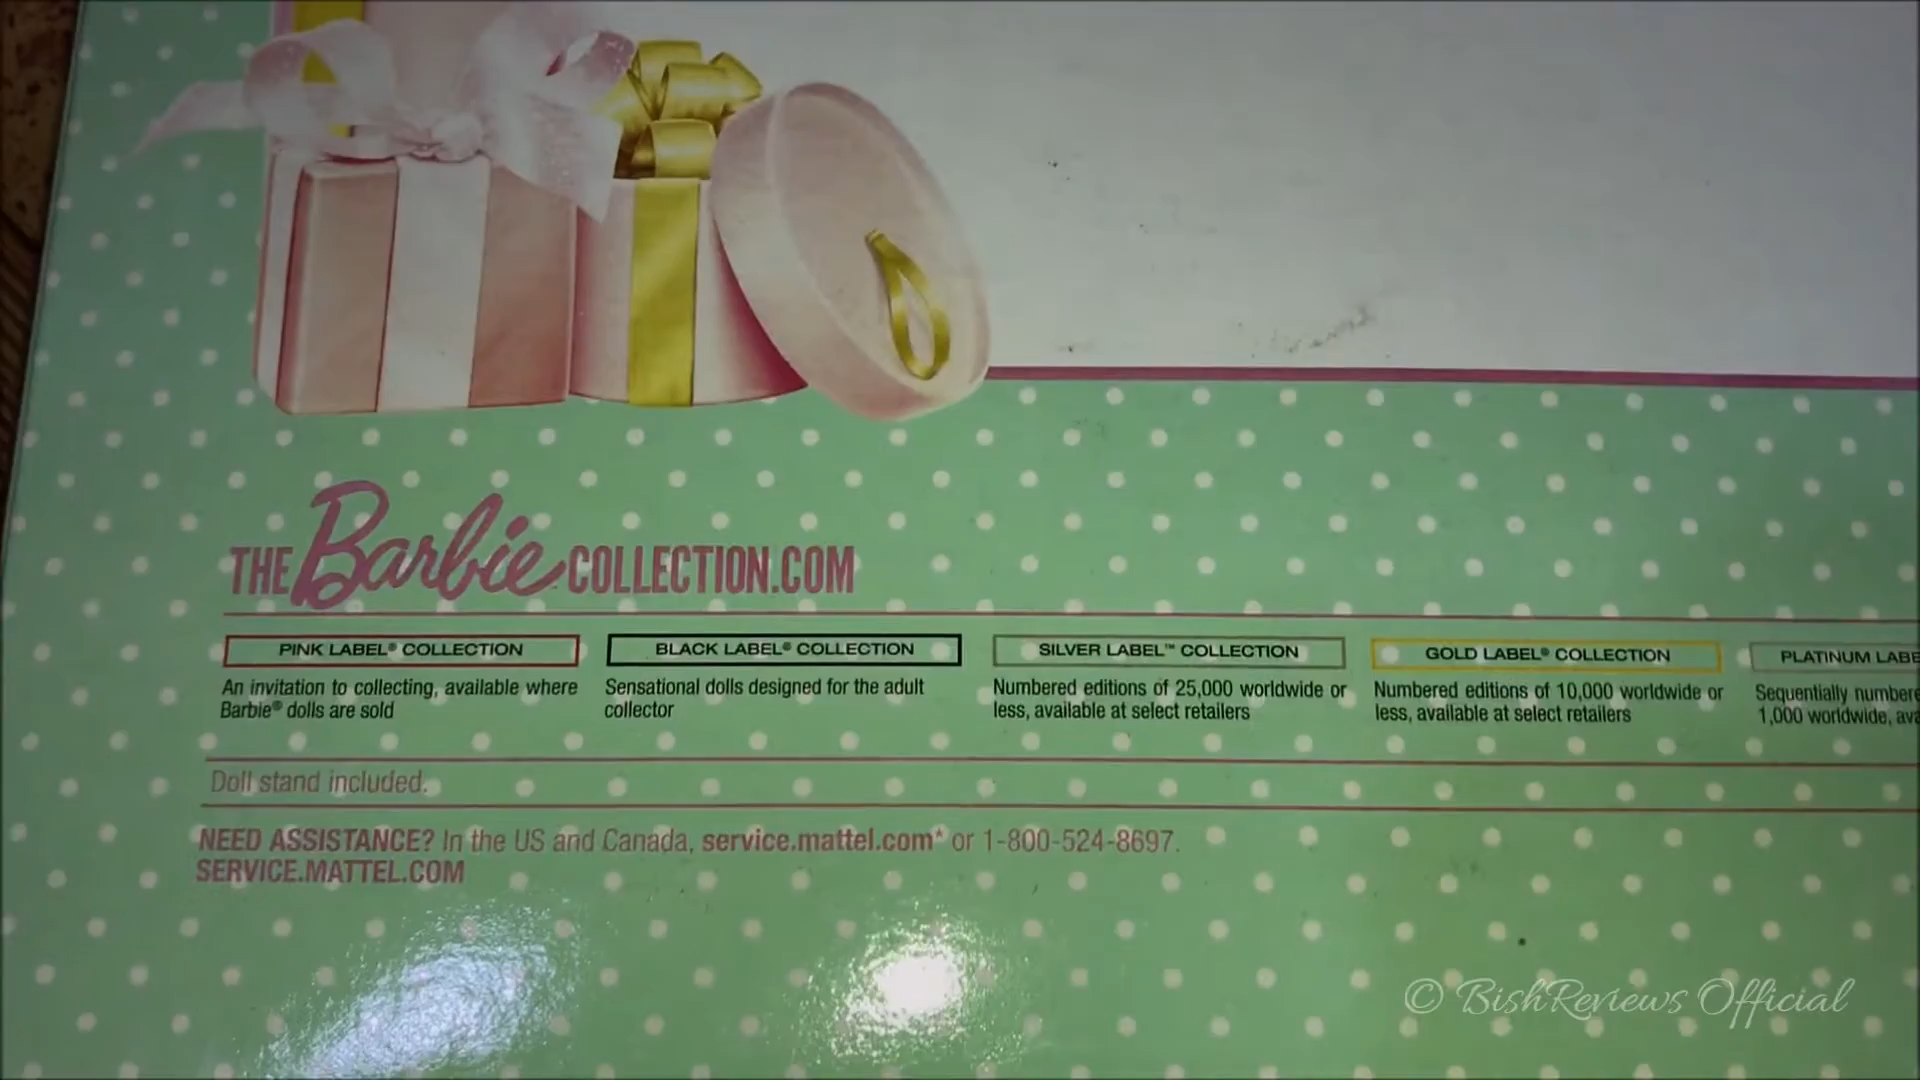 THE Barbie COLLECTION.COM
PINK LABEL® COLLECTION
An invitation to collecting, available where
Barbie® dolls are sold
BLACK LABEL® COLLECTION
Sensational dolls designed for the adult
collector
SILVER LABEL™ COLLECTION
Numbered editions of 25,000 worldwide or
less, available at select retailers
GOLD LABEL® COLLECTION
Numbered editions of 10,000 worldwide or
less, available at select retailers
PLATINUM
Sequentially
1,000 worldwide,
Doll stand included.
NEED ASSISTANCE? In the US and Canada, service.mattel.com* or 1-800-524-8697.
SERVICE.MATTEL.COM
© BishReviews Official